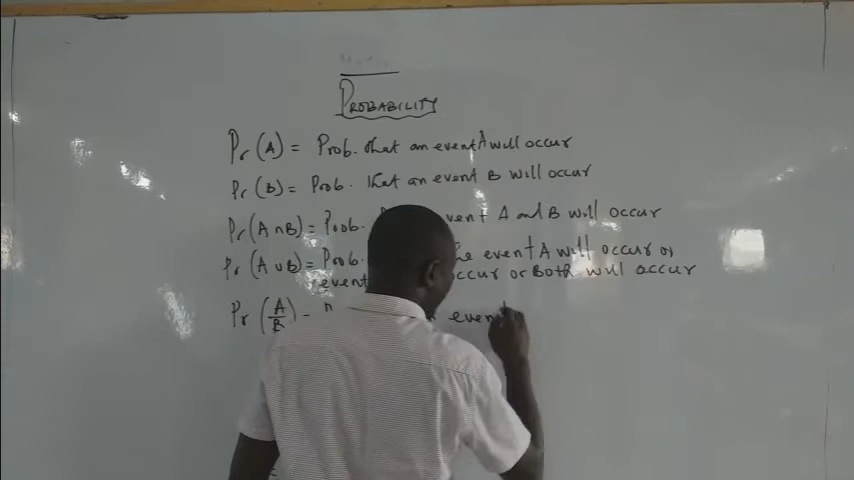 PROBABILITY
Pr (A) = Prob. that an event A will occur
Pr (B) = Prob. that an event B will occur
Pr (A ∩ B) = Prob. event A and B will occur
Pr (A ∪ B) = Prob. the event A will occur or
event occur or Both will occur
Pr (A/B) = event